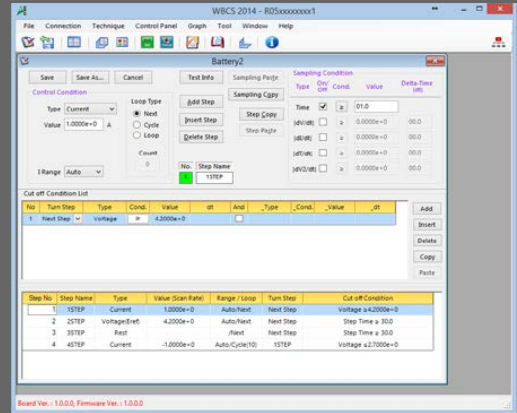 WBCS 2014 - R05xxxxxxxx1
File Connection Technique Control Panel Graph Tool Window Help
Battery2
Save Save As... Cancel Test Info Sampling Paste
Sampling Condition
Type On/Off Cond. Value Delta-Time (dt)
Control Condition
Type Current
Value 1.0000e+0 A
I Range Auto
Loop Type
Next
Cycle
Loop
Count
0
Add Step
Insert Step
Delete Step
Sampling Copy
Step Copy
Step Paste
No. Step Name
1 1STEP
Time ≥ 01.0
|dV/dt| ≥ 0.0000e+0 00.0
|dI/dt| ≥ 0.0000e+0 00.0
|dT/dt| ≥ 0.0000e+0 00.0
|dV2/dt| ≥ 0.0000e+0 00.0
Cut off Condition List
No Turn Step Type Cond. Value dt And _Type _Cond. _Value _dt
1 Next Step Voltage ≥ 4.2000e+0
Add
Insert
Delete
Copy
Paste
Step No Step Name Type Value (Scan Rate) Range / Loop Turn Step Cut off Condition
1 1STEP Current 1.0000e+0 Auto/Next Next Step Voltage ≥4.2000e+0
2 2STEP Voltage(Eref) 4.2000e+0 Auto/Next Next Step Step Time ≥ 30.0
3 3STEP Rest /Next Next Step Step Time ≥ 30.0
4 4STEP Current -1.0000e+0 Auto/Cycle(10) 1STEP Voltage ≤2.7000e+0
Board Ver. : 1.0.0.0, Firmware Ver. : 1.0.0.0